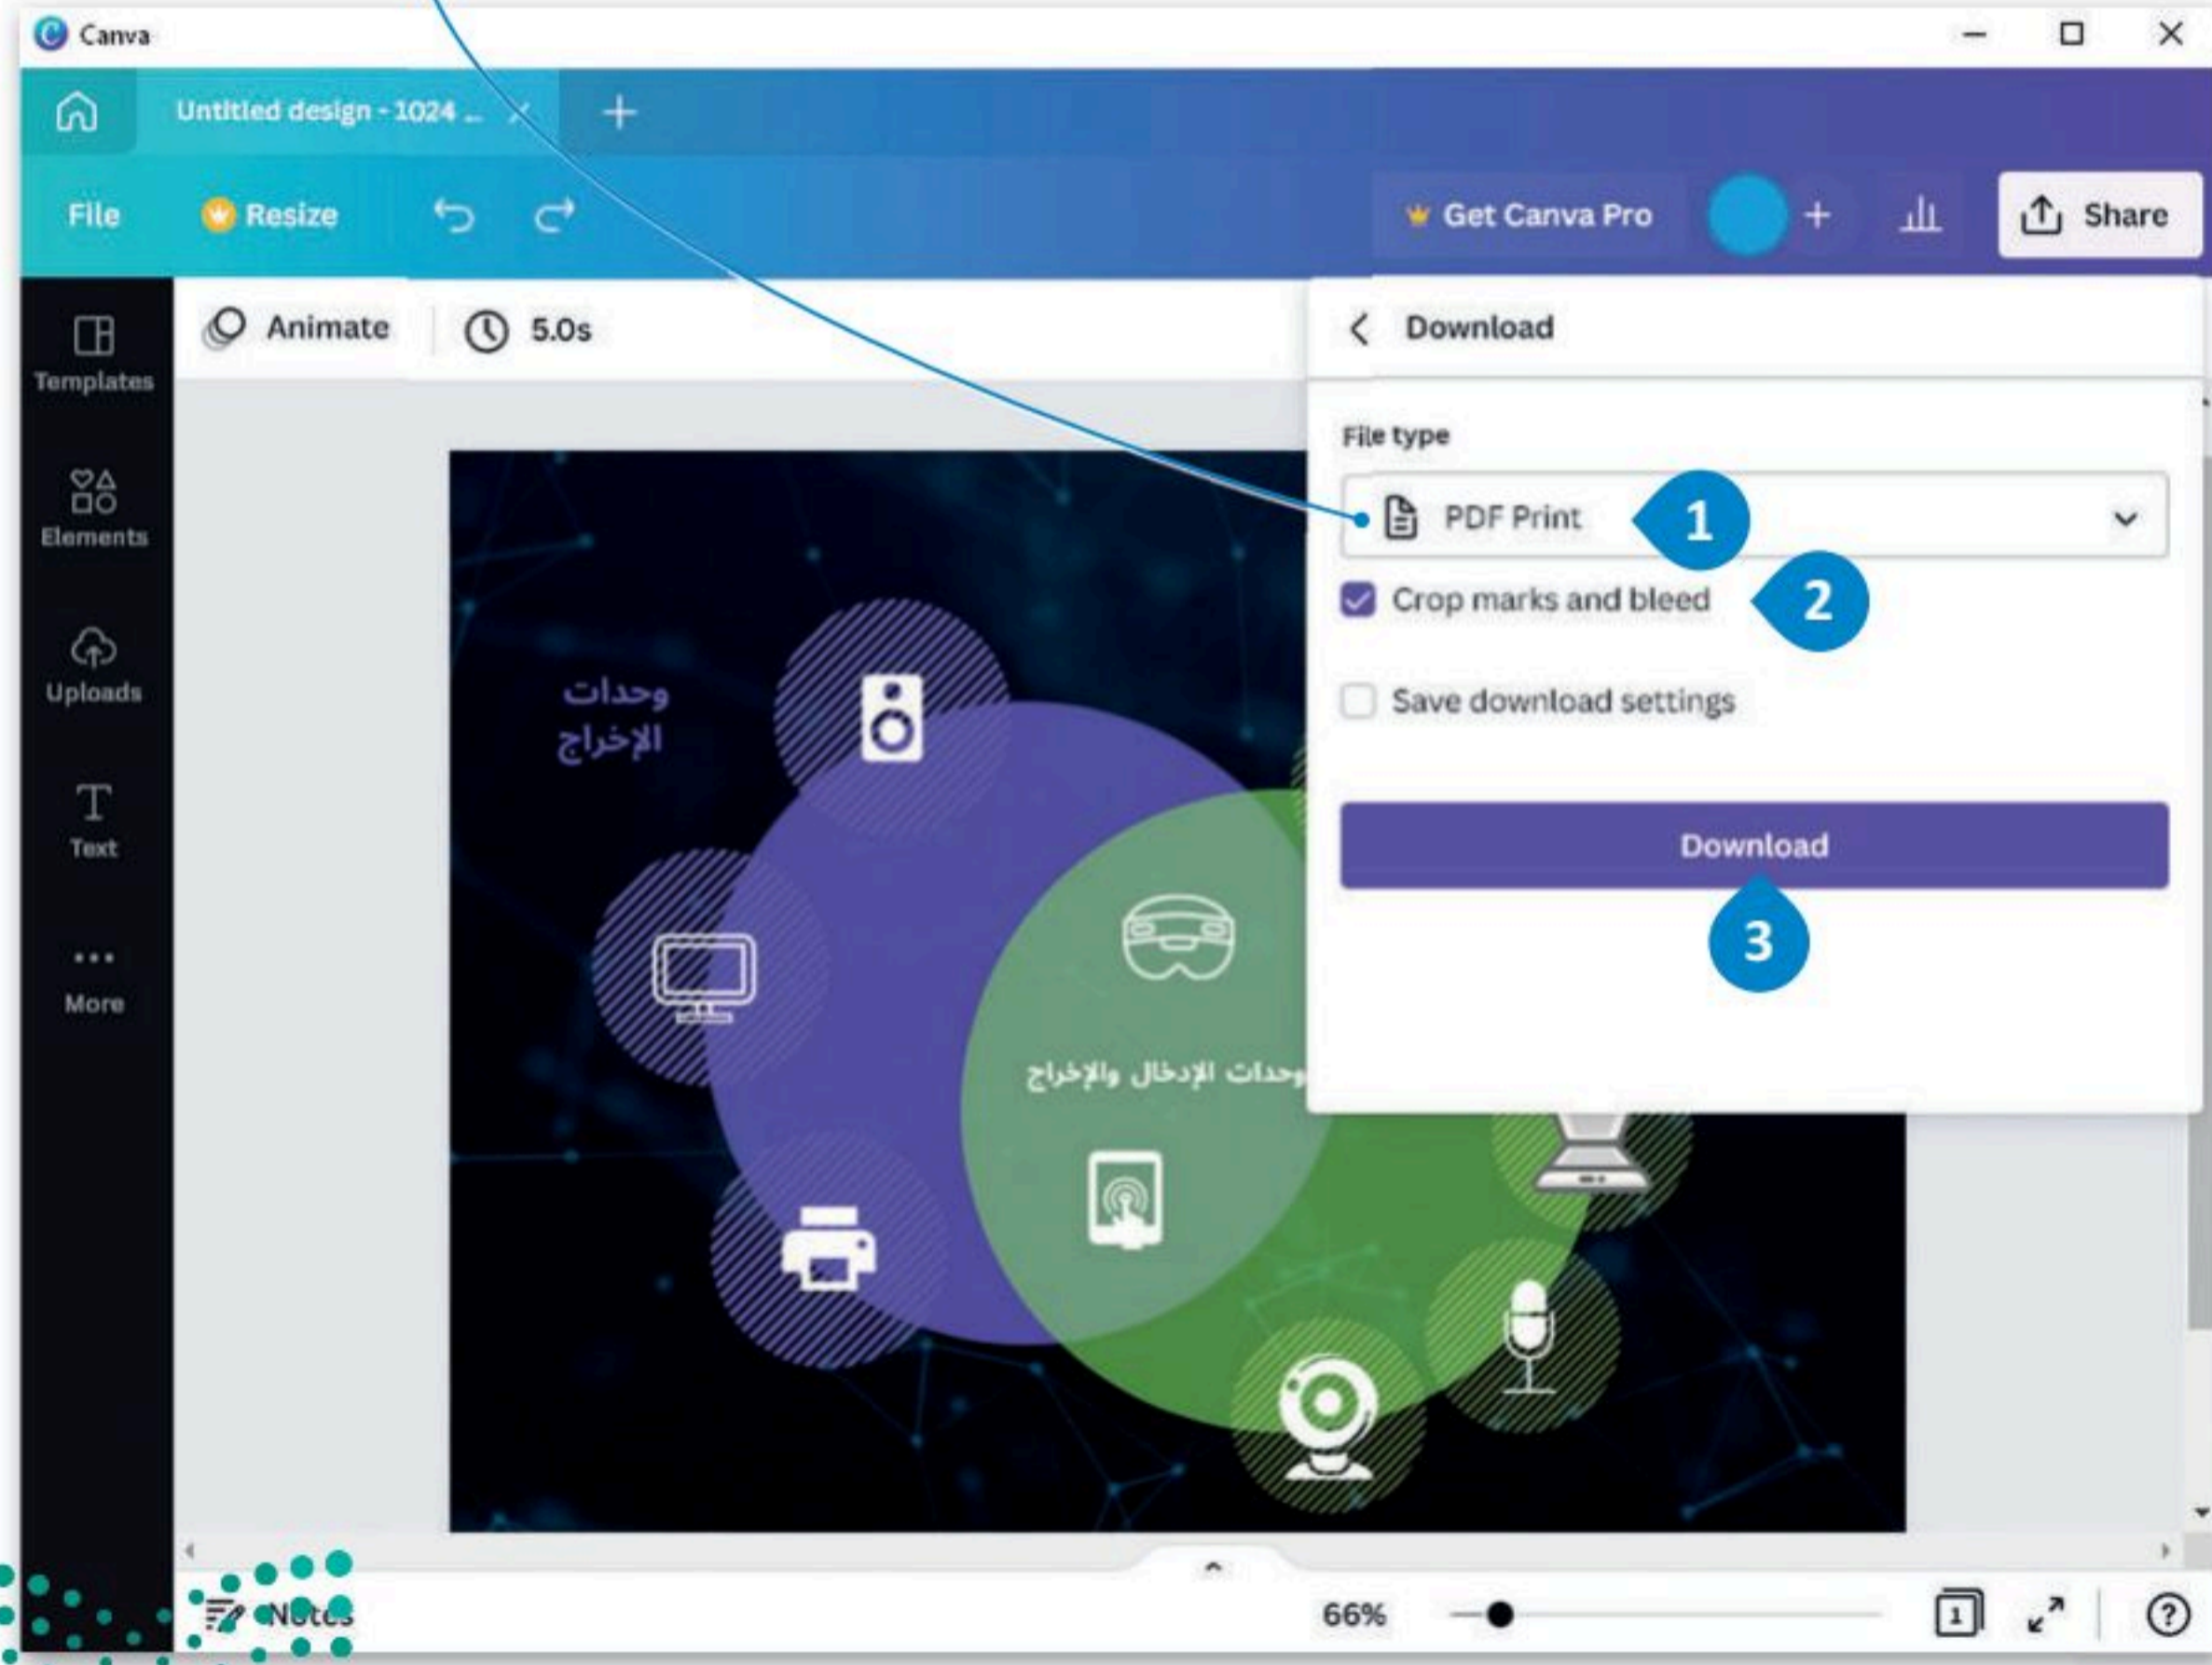 Canva
Untitled design - 1024 ...
File
Resize
Get Canva Pro
Share
Templates
Animate
5.0s
Download
Elements
File type
PDF Print
1
Crop marks and bleed
2
Uploads
Save download settings
وحدات
الإخراج
Text
Download
3
More
وحدات الإدخال والإخراج
Notes
66%
1